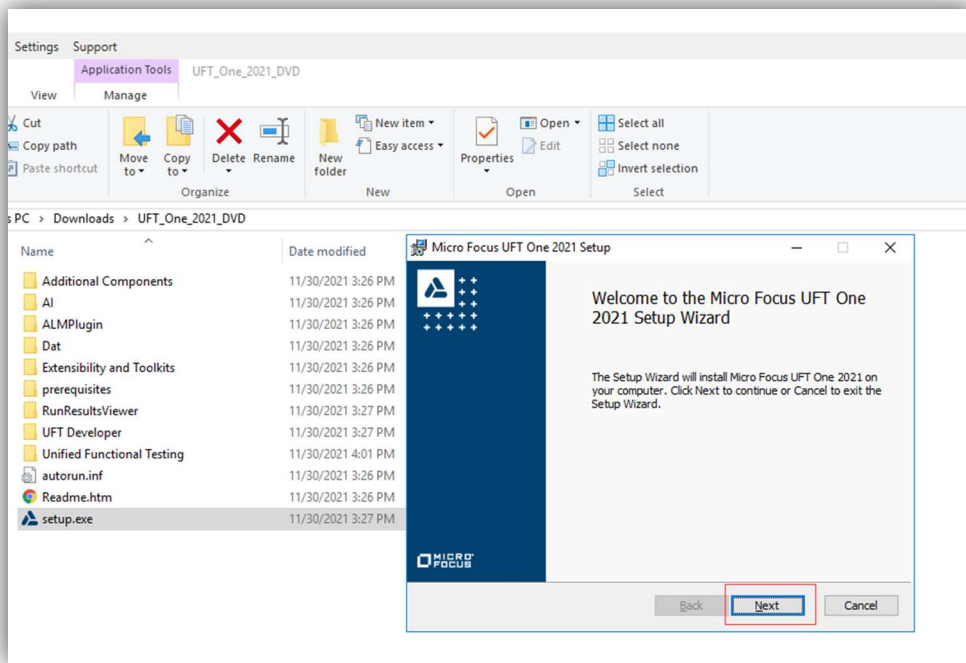 Settings Support
Application Tools UFT_One_2021_DVD
View Manage
Cut
Copy path
Paste shortcut
Move to
Copy to
Delete
Rename
Organize
New folder
New item
Easy access
New
Properties
Open
Edit
Open
Select all
Select none
Invert selection
Select
s PC > Downloads > UFT_One_2021_DVD
Name Date modified
Additional Components 11/30/2021 3:26 PM
AI 11/30/2021 3:26 PM
ALMPlugin 11/30/2021 3:26 PM
Dat 11/30/2021 3:26 PM
Extensibility and Toolkits 11/30/2021 3:26 PM
prerequisites 11/30/2021 3:26 PM
RunResultsViewer 11/30/2021 3:27 PM
UFT Developer 11/30/2021 3:27 PM
Unified Functional Testing 11/30/2021 4:01 PM
autorun.inf 11/30/2021 3:26 PM
Readme.htm 11/30/2021 3:26 PM
setup.exe 11/30/2021 3:27 PM
Micro Focus UFT One 2021 Setup
Welcome to the Micro Focus UFT One
2021 Setup Wizard
The Setup Wizard will install Micro Focus UFT One 2021 on
your computer. Click Next to continue or Cancel to exit the
Setup Wizard.
MICRO
FOCUS
Back Next Cancel